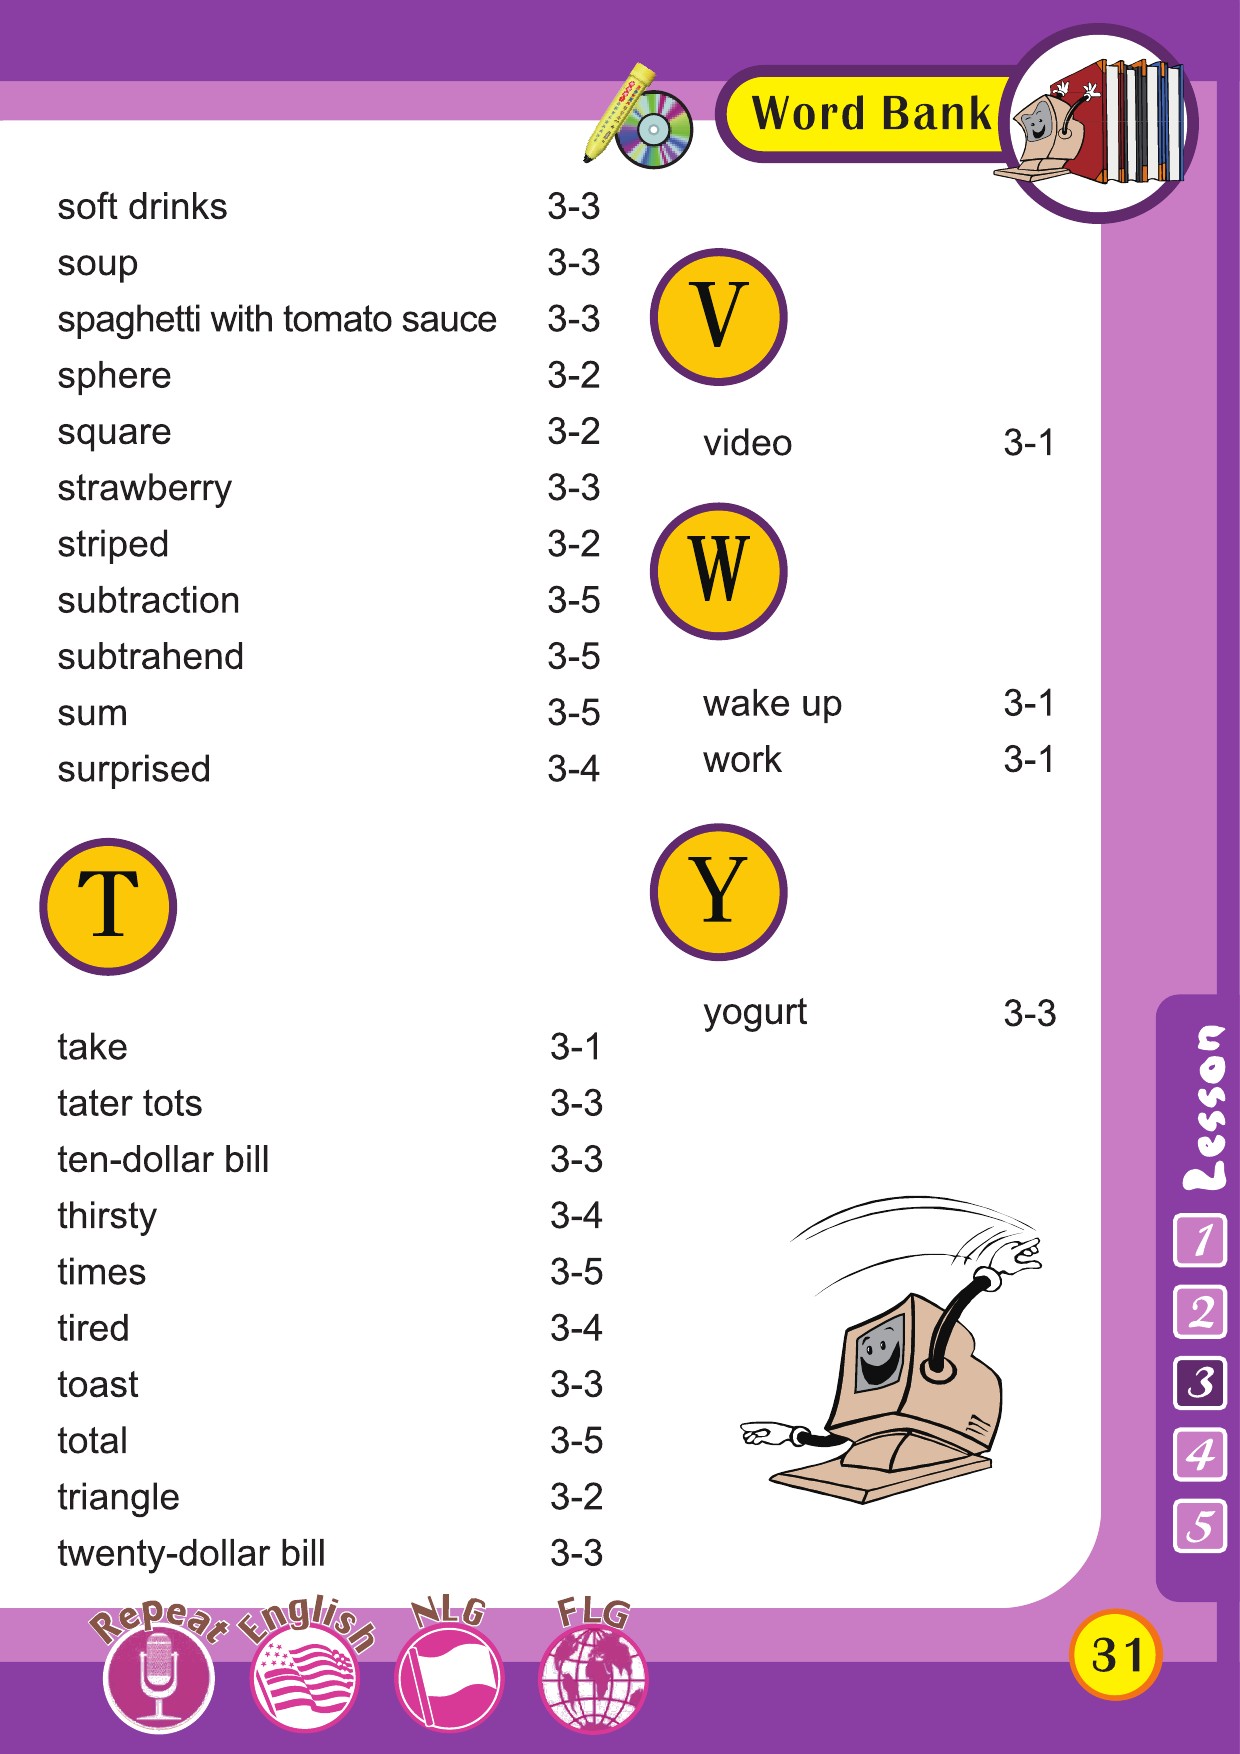 Word Bank
soft drinks 3-3
soup 3-3
spaghetti with tomato sauce 3-3
sphere 3-2
square 3-2
strawberry 3-3
striped 3-2
subtraction 3-5
subtrahend 3-5
sum 3-5
surprised 3-4
T
take 3-1
tater tots 3-3
ten-dollar bill 3-3
thirsty 3-4
times 3-5
tired 3-4
toast 3-3
total 3-5
triangle 3-2
twenty-dollar bill 3-3
V
video 3-1
W
wake up 3-1
work 3-1
Y
yogurt 3-3
Lesson
1
2
3
4
5
Repeat
English
NLG
FLG
31